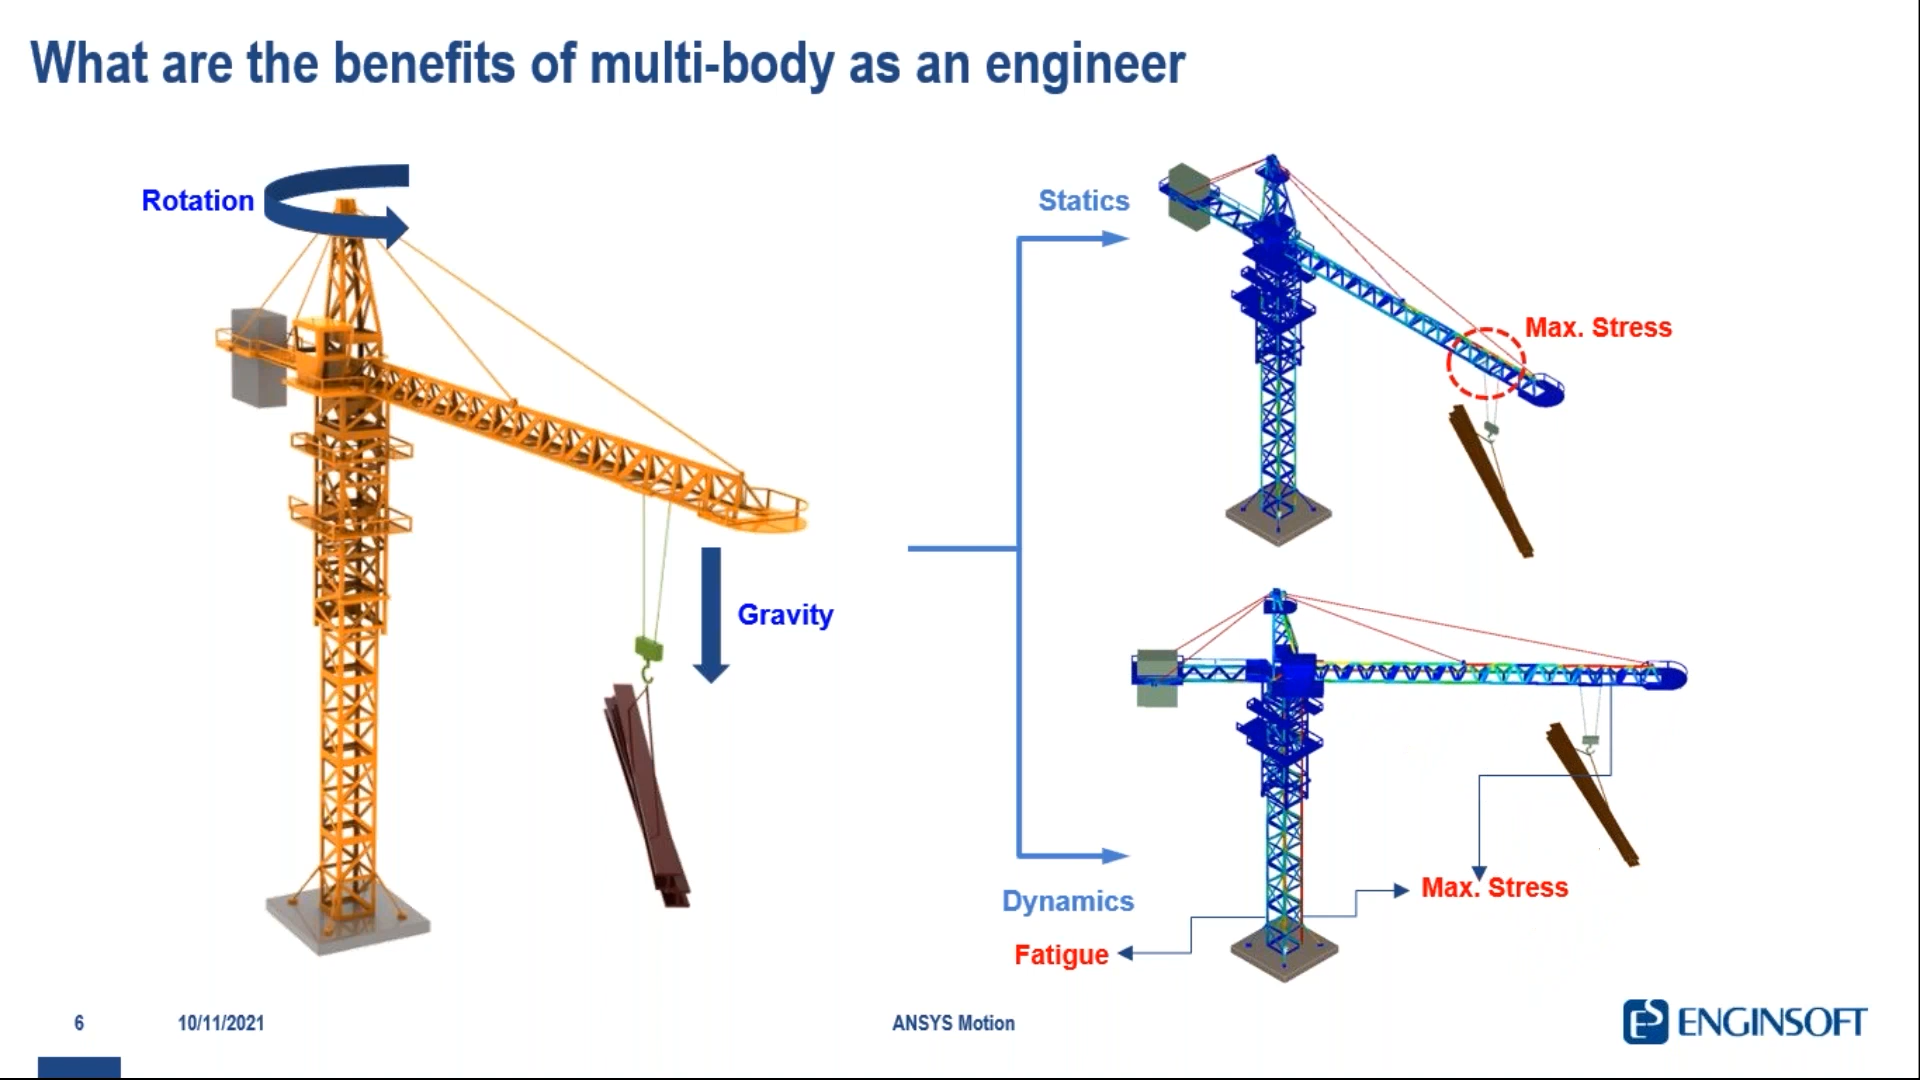 What are the benefits of multi-body as an engineer
Rotation
Gravity
Statics
Max. Stress
Dynamics
Max. Stress
Fatigue
6
10/11/2021
ANSYS Motion
ENGINSOFT